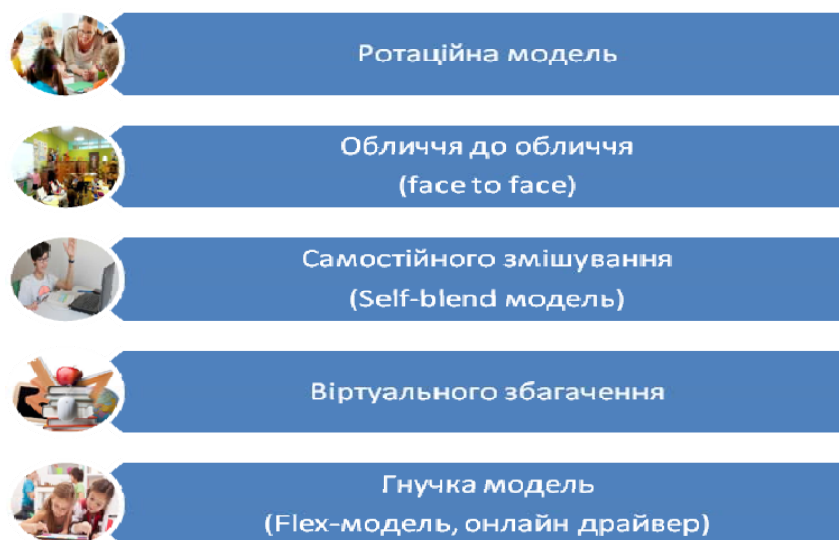 Ротаційна модель
Обличчя до обличчя
(face to face)
Самостійного змішування
(Self-blend модель)
Віртуального збагачення
Гнучка модель
(Flex-модель, онлайн драйвер)